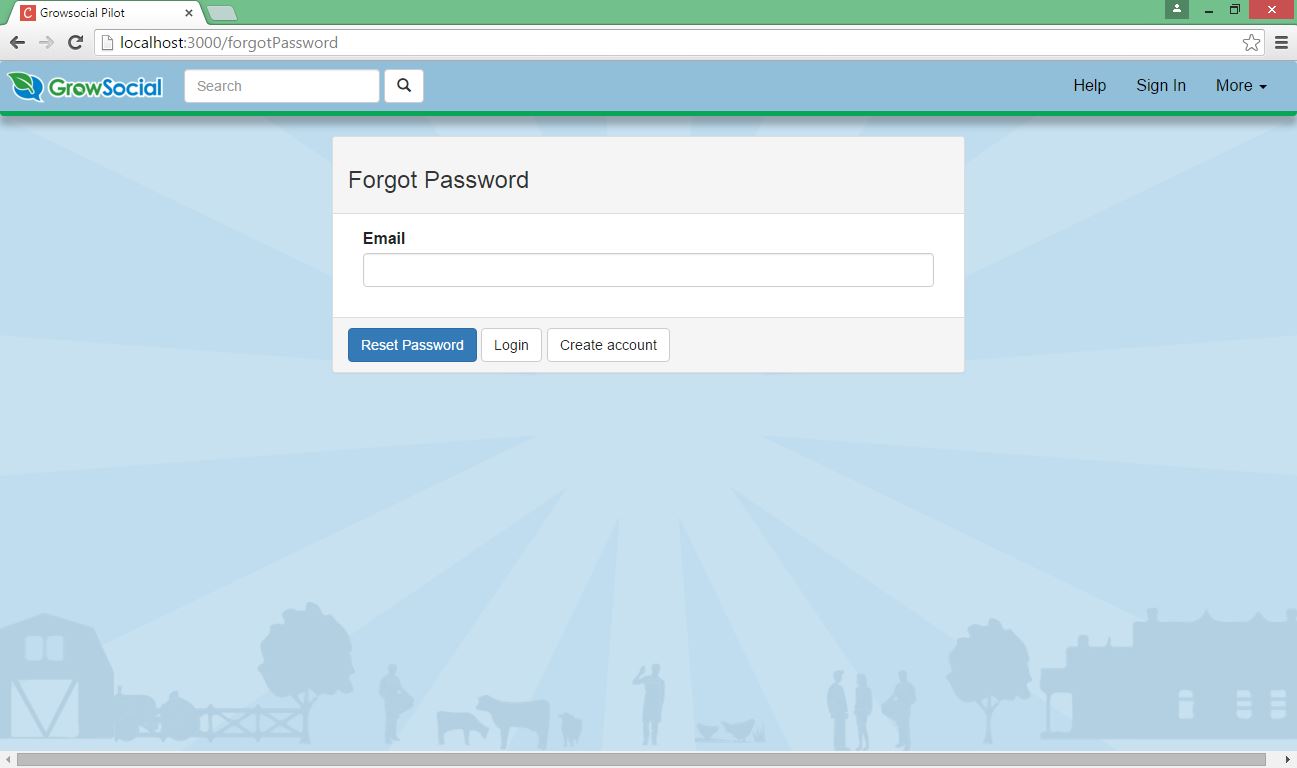 Growsocial Pilot
localhost:3000/forgotPassword
GrowSocial Search Help Sign In More
Forgot Password
Email
Reset Password Login Create account